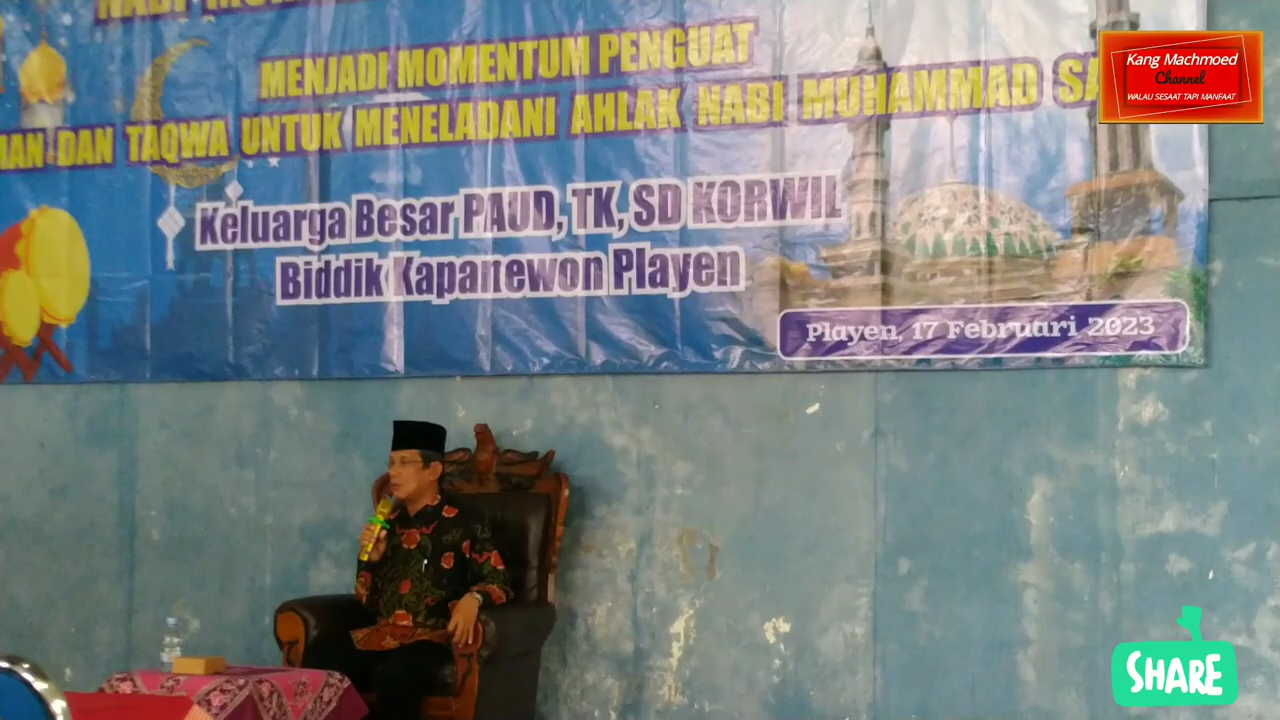 MENJADI MOMENTUM PENGUAT
DAN TAQWA UNTUK MENELADANI AHLAK NABI MUHAMMAD
Keluarga Besar PAUD, TK, SD KORWIL
Biddik Kapanewon Playen
Playen, 17 Februari 2023
Kang Machmoed
Channel
WALAU SESAAT TAPI MANFAAT
SHARE